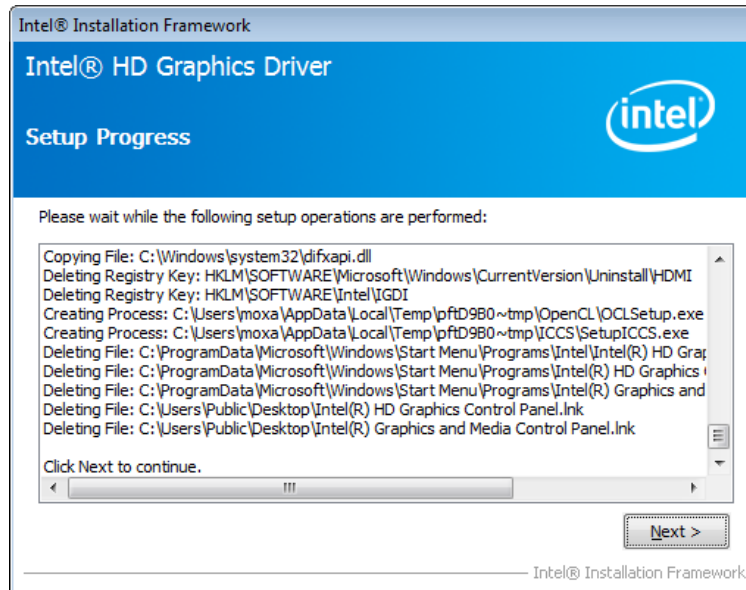 Intel® Installation Framework
Intel® HD Graphics Driver
intel
Setup Progress
Please wait while the following setup operations are performed:
Copying File: C:\Windows\system32\difxapi.dll
Deleting Registry Key: HKLM\SOFTWARE\Microsoft\Windows\CurrentVersion\Uninstall\HDMI
Deleting Registry Key: HKLM\SOFTWARE\Intel\IGDI
Creating Process: C:\Users\moxa\AppData\Local\Temp\pftD9B0~tmp\OpenCL\OCLSetup.exe
Creating Process: C:\Users\moxa\AppData\Local\Temp\pftD9B0~tmp\ICCS\SetupICCS.exe
Deleting File: C:\ProgramData\Microsoft\Windows\Start Menu\Programs\Intel\Intel(R) HD Grap
Deleting File: C:\ProgramData\Microsoft\Windows\Start Menu\Programs\Intel(R) HD Graphics
Deleting File: C:\ProgramData\Microsoft\Windows\Start Menu\Programs\Intel(R) Graphics and
Deleting File: C:\Users\Public\Desktop\Intel(R) HD Graphics Control Panel.lnk
Deleting File: C:\Users\Public\Desktop\Intel(R) Graphics and Media Control Panel.lnk
Click Next to continue.
Next >
Intel® Installation Framework